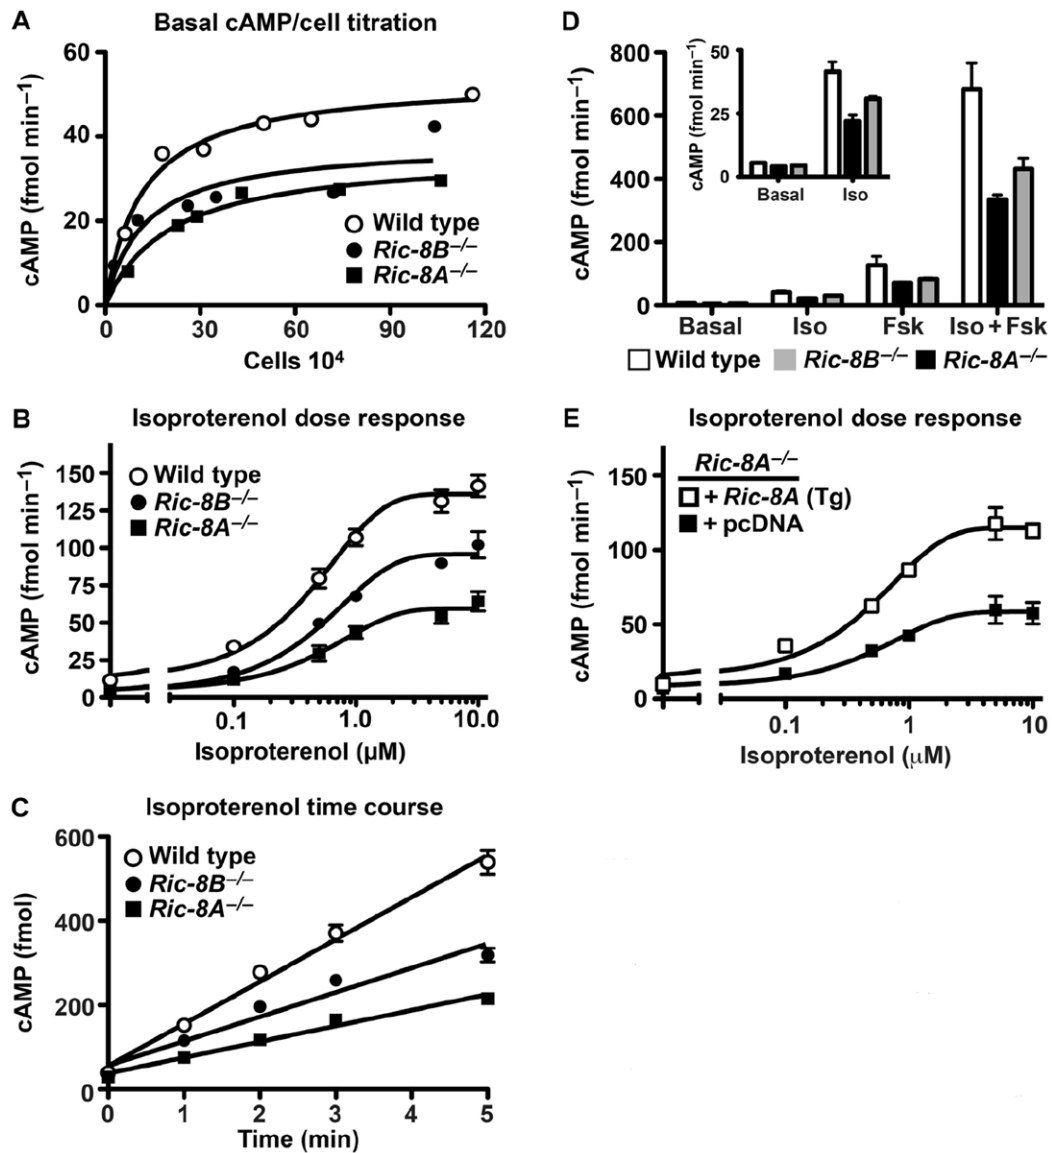 A Basal cAMP/cell titration
60
40
20
0
cAMP (fmol min⁻¹)
Wild type
Ric-8B⁻/⁻
Ric-8A⁻/⁻
0 30 60 90 120
Cells 10⁴
B Isoproterenol dose response
150
125
100
75
50
25
0
cAMP (fmol min⁻¹)
Wild type
Ric-8B⁻/⁻
Ric-8A⁻/⁻
0.1 1.0 10.0
Isoproterenol (µM)
C Isoproterenol time course
600
400
200
0
cAMP (fmol)
Wild type
Ric-8B⁻/⁻
Ric-8A⁻/⁻
0 1 2 3 4 5
Time (min)
D
800
600
400
200
0
cAMP (fmol min⁻¹)
50
25
0
cAMP (fmol min⁻¹)
Basal Iso
Basal Iso Fsk Iso + Fsk
Wild type Ric-8B⁻/⁻ Ric-8A⁻/⁻
E Isoproterenol dose response
150
100
50
0
cAMP (fmol min⁻¹)
Ric-8A⁻/⁻
+ Ric-8A (Tg)
+ pcDNA
0.1 1 10
Isoproterenol (µM)